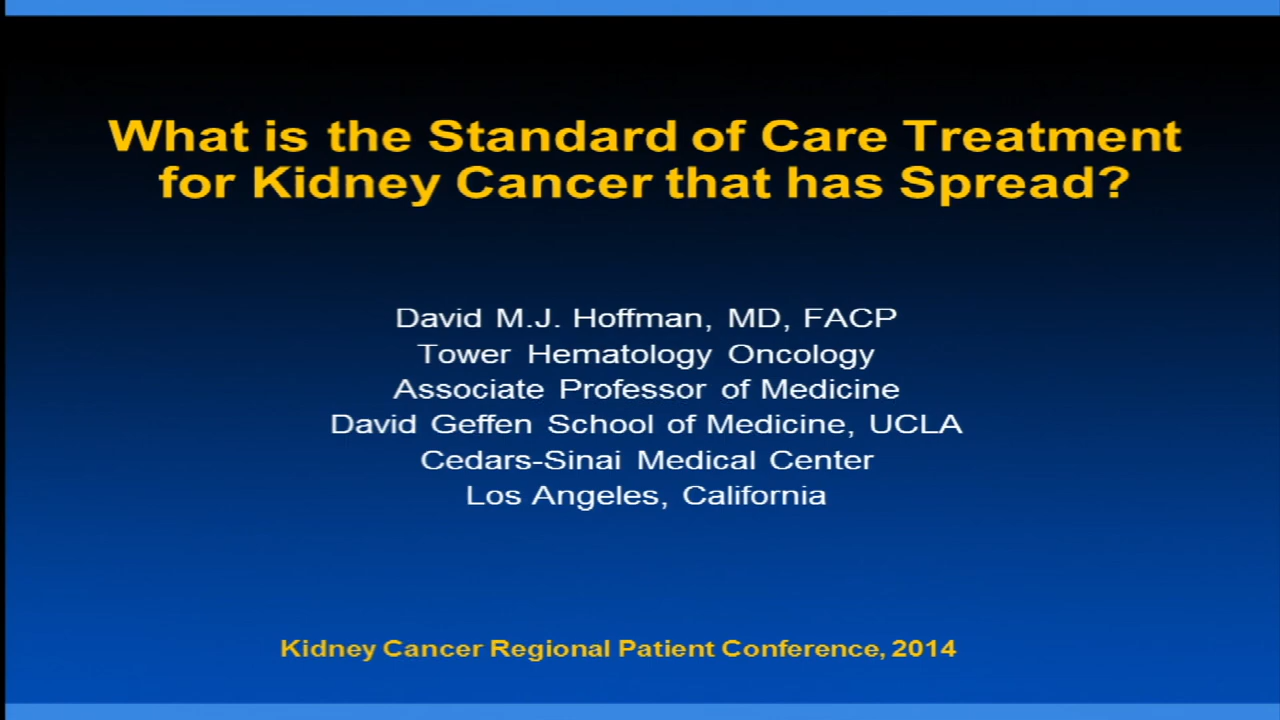 What is the Standard of Care Treatment
for Kidney Cancer that has Spread?
David M.J. Hoffman, MD, FACP
Tower Hematology Oncology
Associate Professor of Medicine
David Geffen School of Medicine, UCLA
Cedars-Sinai Medical Center
Los Angeles, California
Kidney Cancer Regional Patient Conference, 2014